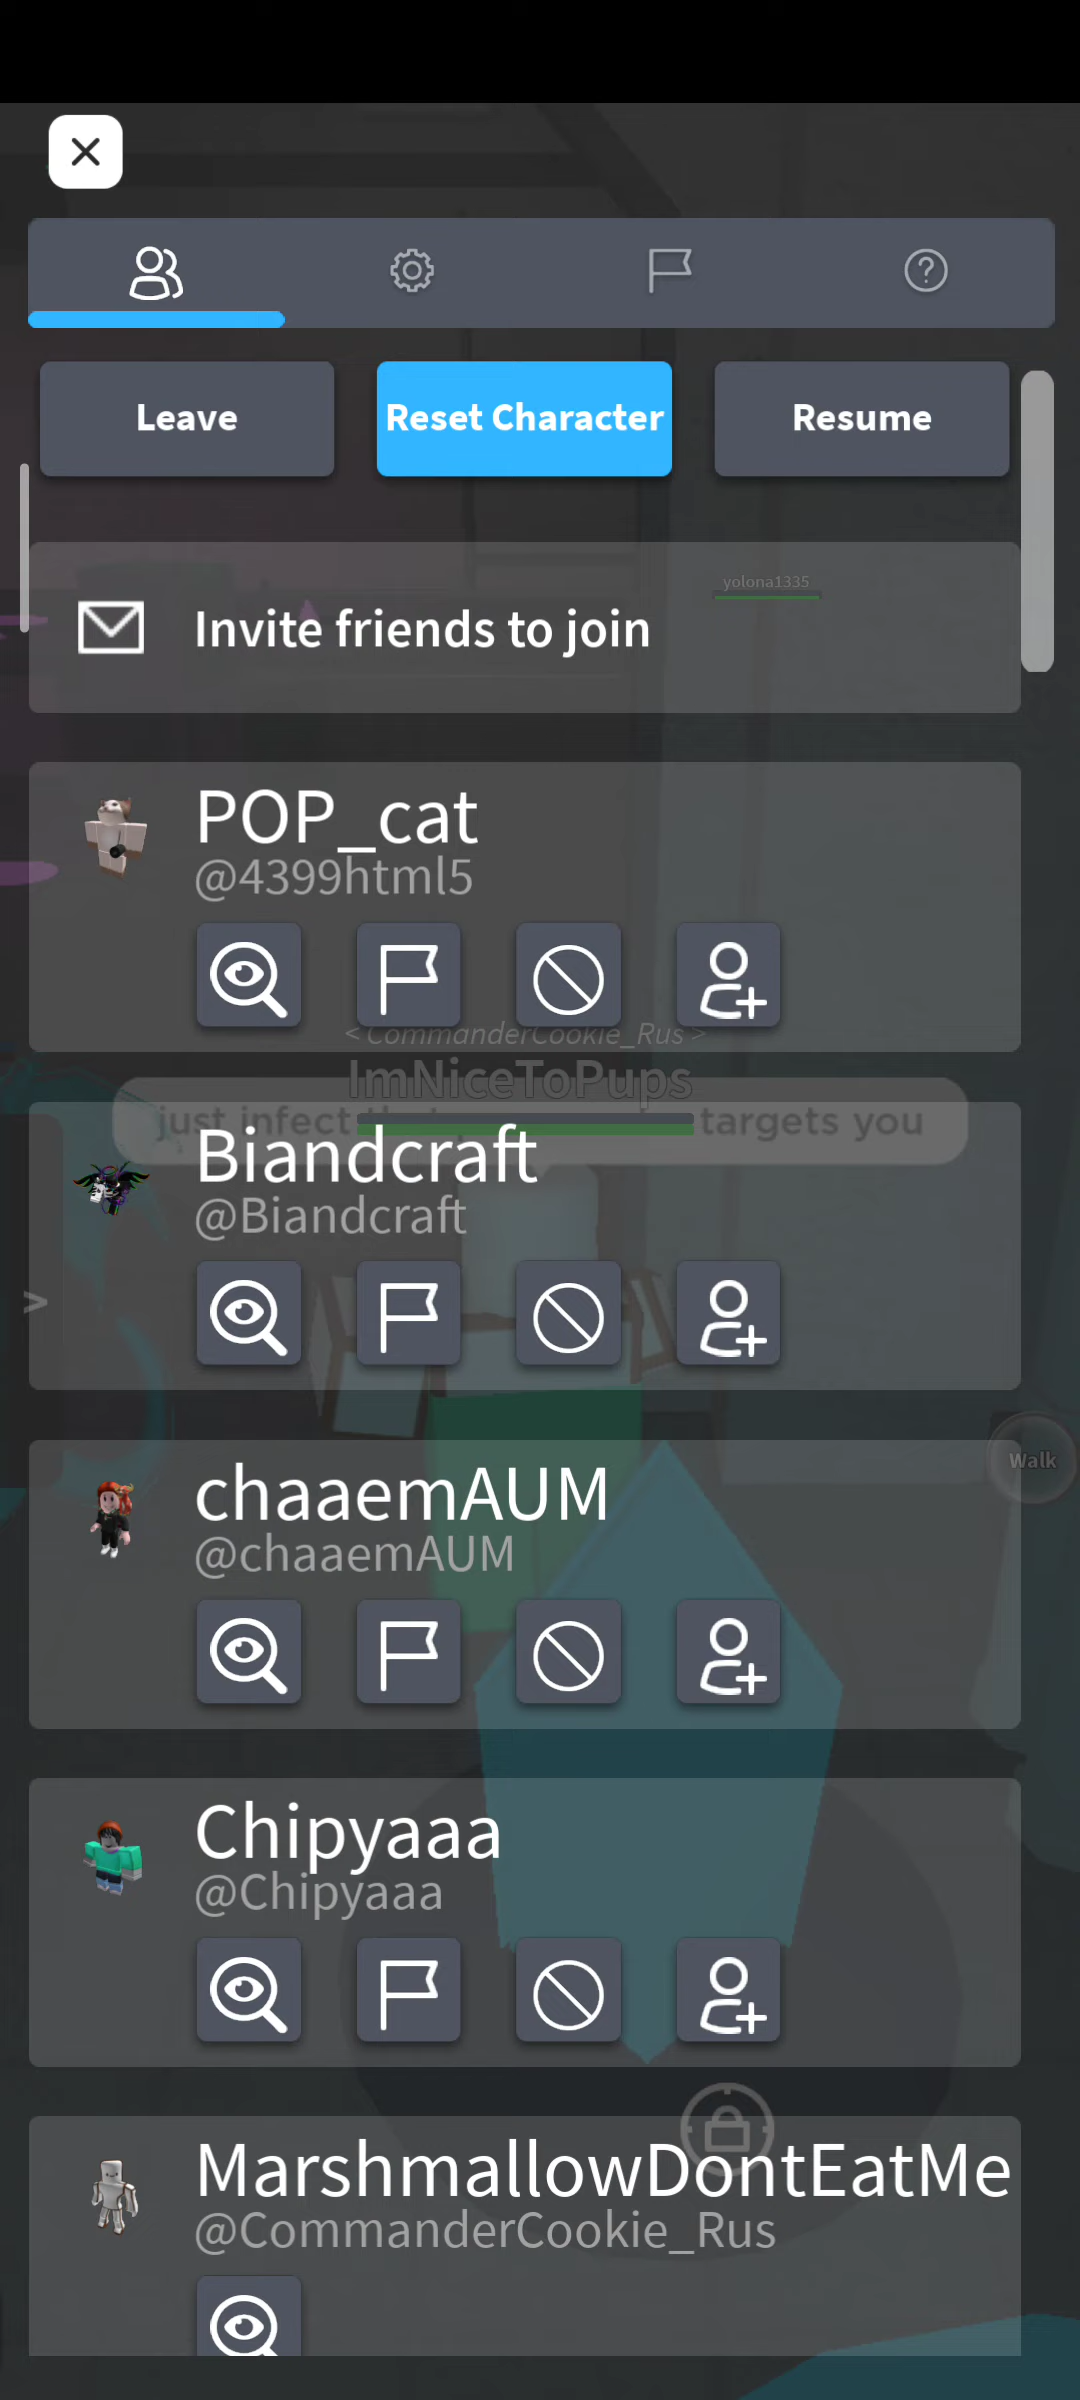 Leave
Reset Character
Resume
yolona1335
Invite friends to join
POP_cat
@4399html5
< CommanderCookie_Rus >
ImNiceToPups
just infect that targets you
Biandcraft
@Biandcraft
>
chaaemAUM
@chaaemAUM
Walk
Chipyaaa
@Chipyaaa
MarshmallowDontEatMe
@CommanderCookie_Rus